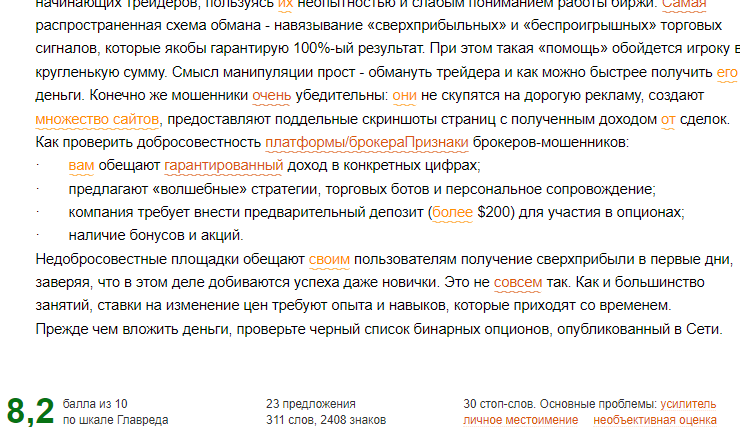 начинающих трейдеров, пользуясь их неопытностью и слабым пониманием работы биржи. Самая
распространенная схема обмана - навязывание «сверхприбыльных» и «беспроигрышных» торговых
сигналов, которые якобы гарантирую 100%-ый результат. При этом такая «помощь» обойдется игроку в
кругленькую сумму. Смысл манипуляции прост - обмануть трейдера и как можно быстрее получить его
деньги. Конечно же мошенники очень убедительны: они не скупятся на дорогую рекламу, создают
множество сайтов, предоставляют поддельные скриншоты страниц с полученным доходом от сделок.
Как проверить добросовестность платформы/брокераПризнаки брокеров-мошенников:
· вам обещают гарантированный доход в конкретных цифрах;
· предлагают «волшебные» стратегии, торговых ботов и персональное сопровождение;
· компания требует внести предварительный депозит (более $200) для участия в опционах;
· наличие бонусов и акций.
Недобросовестные площадки обещают своим пользователям получение сверхприбыли в первые дни,
заверяя, что в этом деле добиваются успеха даже новички. Это не совсем так. Как и большинство
занятий, ставки на изменение цен требуют опыта и навыков, которые приходят со временем.
Прежде чем вложить деньги, проверьте черный список бинарных опционов, опубликованный в Сети.
8,2 балла из 10 23 предложения 30 стоп-слов. Основные проблемы: усилитель
по шкале Главреда 311 слов, 2408 знаков личное местоимение необъективная оценка